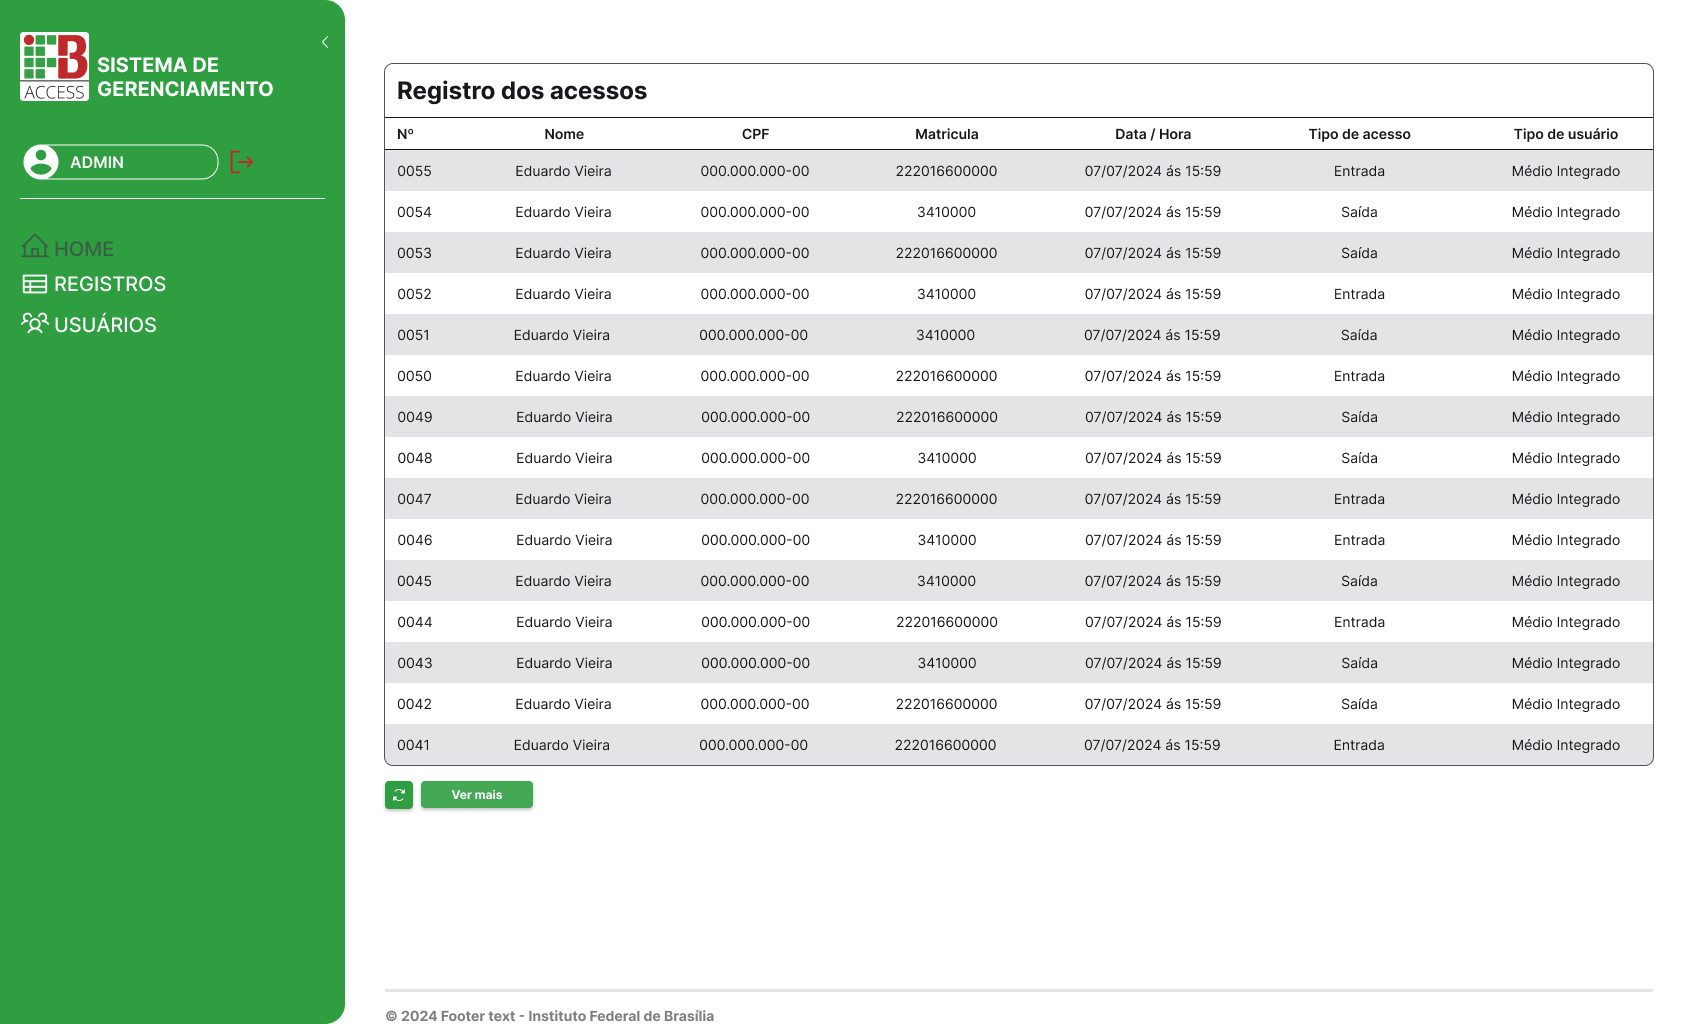 B
ACCESS
SISTEMA DE
GERENCIAMENTO
ADMIN
HOME
REGISTROS
USUÁRIOS
Registro dos acessos
Nº Nome CPF Matricula Data / Hora Tipo de acesso Tipo de usuário
0055 Eduardo Vieira 000.000.000-00 222016600000 07/07/2024 ás 15:59 Entrada Médio Integrado
0054 Eduardo Vieira 000.000.000-00 3410000 07/07/2024 ás 15:59 Saída Médio Integrado
0053 Eduardo Vieira 000.000.000-00 222016600000 07/07/2024 ás 15:59 Saída Médio Integrado
0052 Eduardo Vieira 000.000.000-00 3410000 07/07/2024 ás 15:59 Entrada Médio Integrado
0051 Eduardo Vieira 000.000.000-00 3410000 07/07/2024 ás 15:59 Saída Médio Integrado
0050 Eduardo Vieira 000.000.000-00 222016600000 07/07/2024 ás 15:59 Entrada Médio Integrado
0049 Eduardo Vieira 000.000.000-00 222016600000 07/07/2024 ás 15:59 Saída Médio Integrado
0048 Eduardo Vieira 000.000.000-00 3410000 07/07/2024 ás 15:59 Saída Médio Integrado
0047 Eduardo Vieira 000.000.000-00 222016600000 07/07/2024 ás 15:59 Entrada Médio Integrado
0046 Eduardo Vieira 000.000.000-00 3410000 07/07/2024 ás 15:59 Entrada Médio Integrado
0045 Eduardo Vieira 000.000.000-00 3410000 07/07/2024 ás 15:59 Saída Médio Integrado
0044 Eduardo Vieira 000.000.000-00 222016600000 07/07/2024 ás 15:59 Entrada Médio Integrado
0043 Eduardo Vieira 000.000.000-00 3410000 07/07/2024 ás 15:59 Saída Médio Integrado
0042 Eduardo Vieira 000.000.000-00 222016600000 07/07/2024 ás 15:59 Saída Médio Integrado
0041 Eduardo Vieira 000.000.000-00 222016600000 07/07/2024 ás 15:59 Entrada Médio Integrado
Ver mais
© 2024 Footer text - Instituto Federal de Brasília